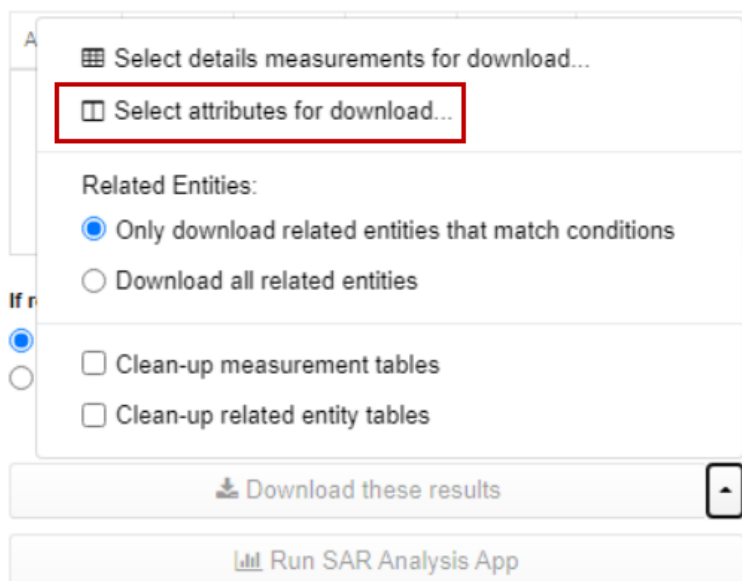 A
Select details measurements for download...
Select attributes for download...
Related Entities:
Only download related entities that match conditions
Download all related entities
If r
Clean-up measurement tables
Clean-up related entity tables
Download these results
Run SAR Analysis App